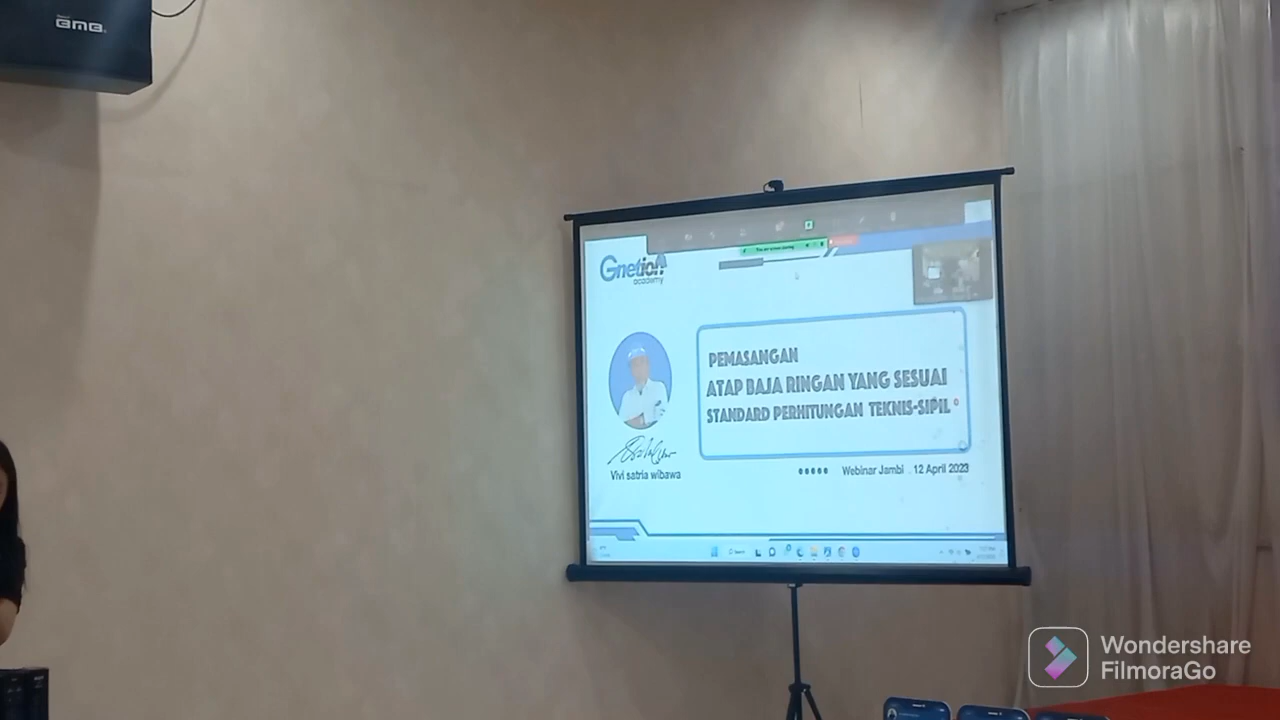 BMB
Gnetion
academy
PEMASANGAN
ATAP BAJA RINGAN YANG SESUAI
STANDARD PERHITUNGAN TEKNIS-SIPIL
Vivi satria wibawa
Webinar Jambi . 12 April 2023
Wondershare
FilmoraGo